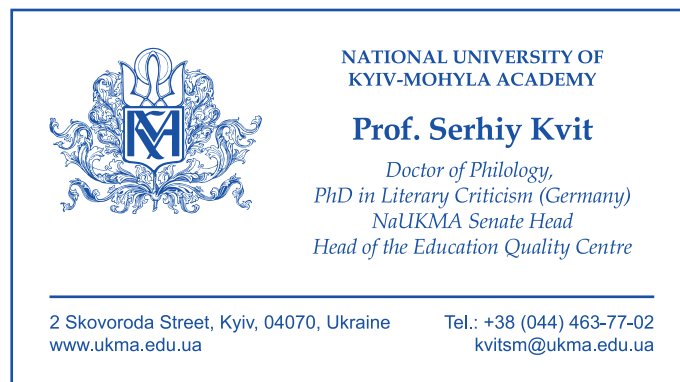 NATIONAL UNIVERSITY OF
KYIV-MOHYLA ACADEMY
Prof. Serhiy Kvit
Doctor of Philology,
PhD in Literary Criticism (Germany)
NaUKMA Senate Head
Head of the Education Quality Centre
2 Skovoroda Street, Kyiv, 04070, Ukraine
www.ukma.edu.ua
Tel.: +38 (044) 463-77-02
kvitsm@ukma.edu.ua